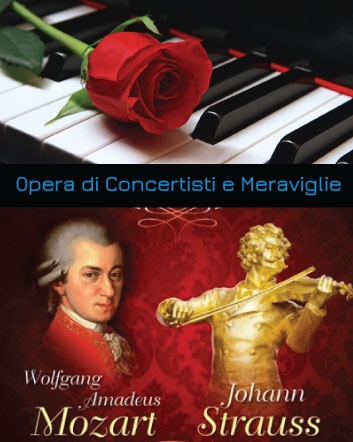 Opera di Concertisti e Meraviglie
Wolfgang
Amadeus
Mozart
Johann
Strauss